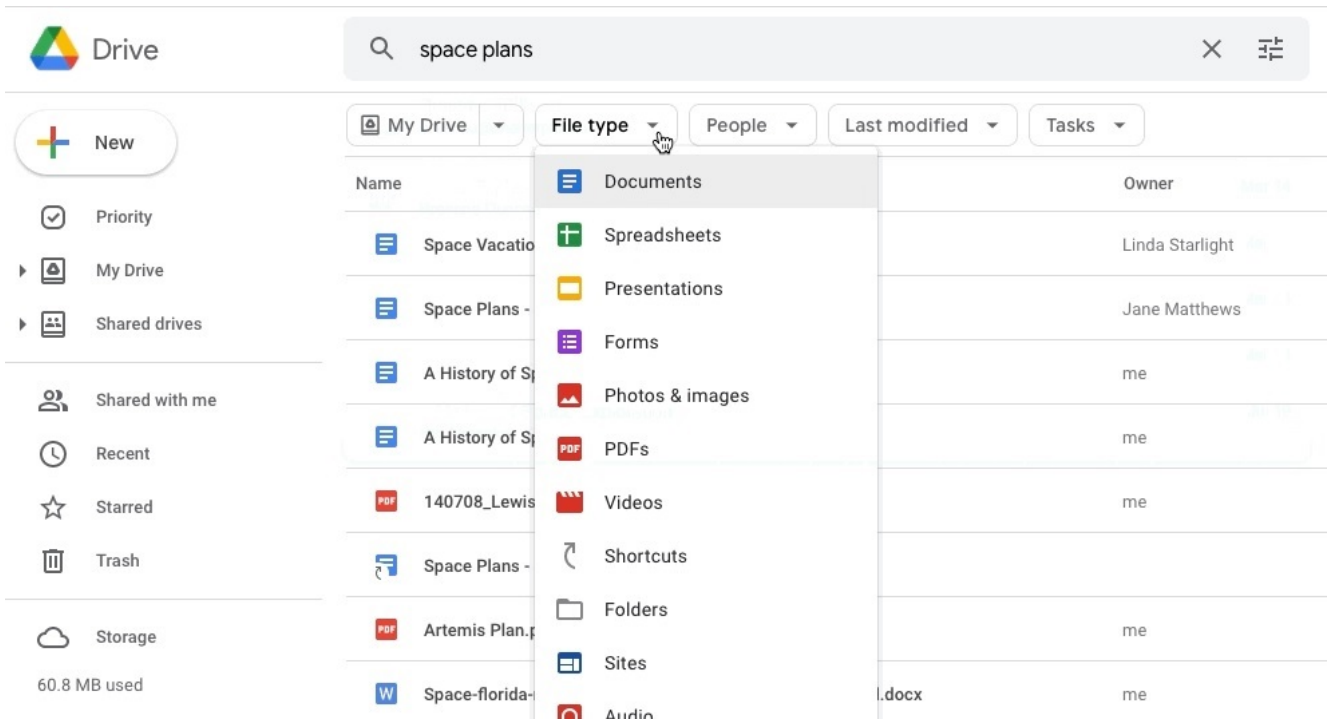 Drive
space plans
New
My Drive
File type
People
Last modified
Tasks
Priority
My Drive
Shared drives
Shared with me
Recent
Starred
Trash
Storage
60.8 MB used
Name
Owner
Space Vacatio
Linda Starlight
Space Plans -
Jane Matthews
A History of Sp
me
A History of Sp
me
PDF 140708_Lewis
me
Space Plans -
PDF Artemis Plan.p
me
W Space-florida-
l.docx
me
Documents
Spreadsheets
Presentations
Forms
Photos & images
PDF PDFs
Videos
Shortcuts
Folders
Sites
Audio